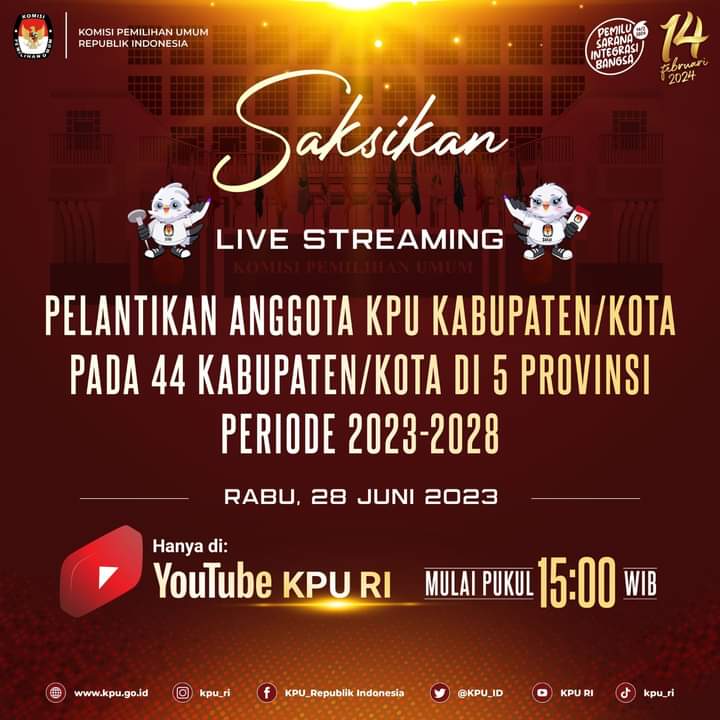 KOMISI
PEMILIHAN UMUM
KOMISI PEMILIHAN UMUM
REPUBLIK INDONESIA
PEMILU
SARANA
INTEGRASI
BANGSA
14
februari
2024
Saksikan
LIVE STREAMING
KOMISI PEMILIHAN UMUM
PELANTIKAN ANGGOTA KPU KABUPATEN/KOTA
PADA 44 KABUPATEN/KOTA DI 5 PROVINSI
PERIODE 2023-2028
RABU, 28 JUNI 2023
Hanya di:
YouTube KPU RI
MULAI PUKUL 15:00 WIB
www.kpu.go.id
kpu_ri
KPU_Republik Indonesia
@KPU_ID
KPU RI
kpu_ri